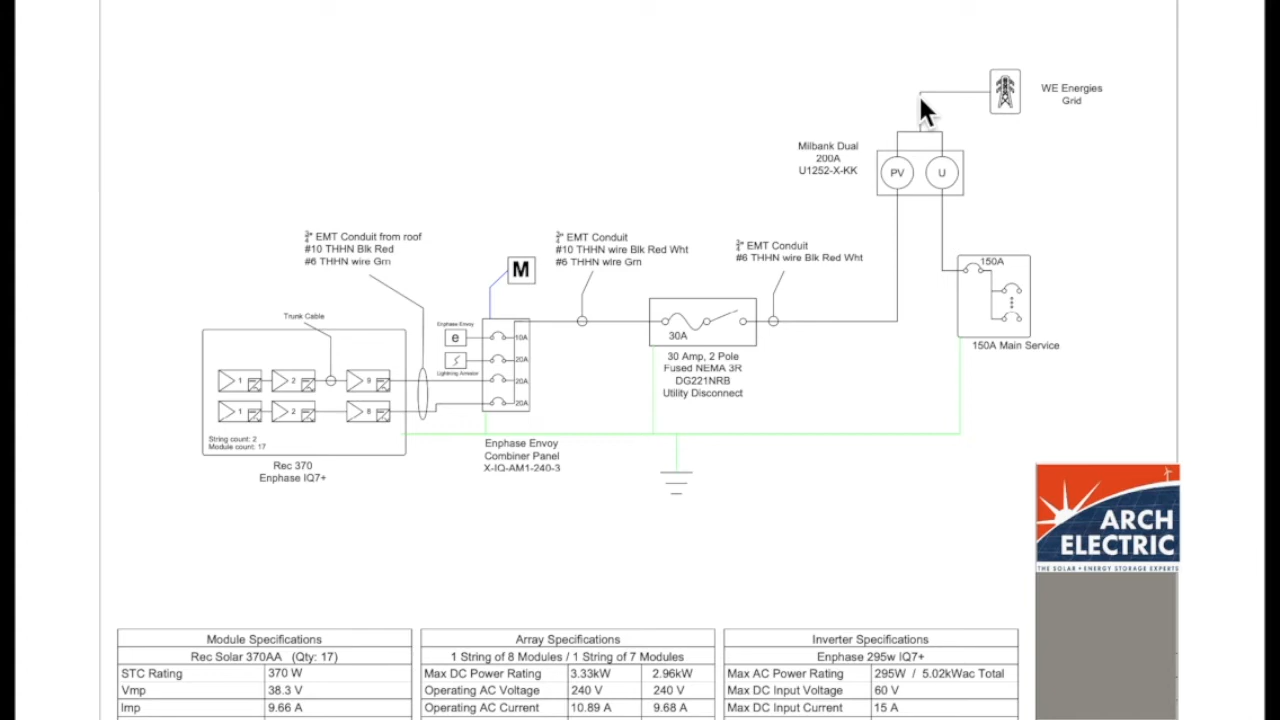 WE Energies
Grid
Milbank Dual
200A
U1252-X-KK
PV
U
¾" EMT Conduit from roof
#10 THHN Blk Red
#6 THHN wire Grn
¾" EMT Conduit
#10 THHN wire Blk Red Wht
#6 THHN wire Grn
¾" EMT Conduit
#6 THHN wire Blk Red Wht
150A
M
Trunk Cable
Enphase Envoy
e
Lightning Arrestor
10A
20A
20A
20A
30A
150A Main Service
30 Amp, 2 Pole
Fused NEMA 3R
DG221NRB
Utility Disconnect
1
2
9
1
2
8
String count: 2
Module count: 17
Rec 370
Enphase IQ7+
Enphase Envoy
Combiner Panel
X-IQ-AM1-240-3
ARCH
ELECTRIC
THE SOLAR + ENERGY STORAGE EXPERTS
Module Specifications
Rec Solar 370AA (Qty: 17)
STC Rating 370 W
Vmp 38.3 V
Imp 9.66 A
Array Specifications
1 String of 8 Modules / 1 String of 7 Modules
Max DC Power Rating 3.33kW 2.96kW
Operating AC Voltage 240 V 240 V
Operating AC Current 10.89 A 9.68 A
Inverter Specifications
Enphase 295w IQ7+
Max AC Power Rating 295W / 5.02kWac Total
Max DC Input Voltage 60 V
Max DC Input Current 15 A